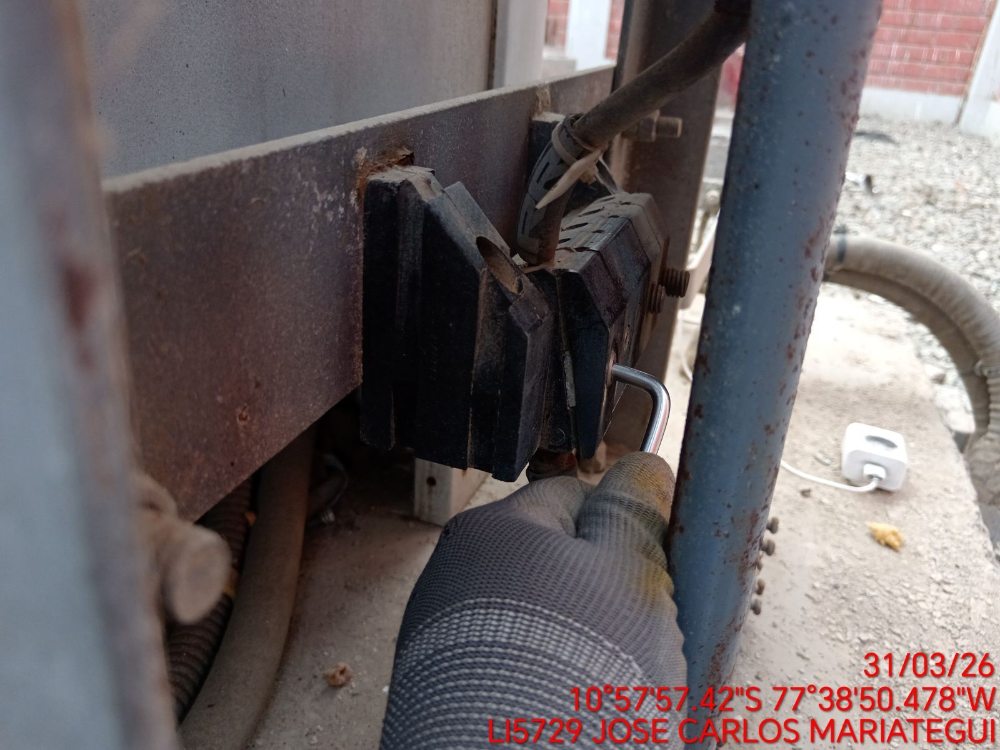 31/03/26
10°57'57.42"S 77°38'50.478"W
LI5729 JOSE CARLOS MARIATEGUI